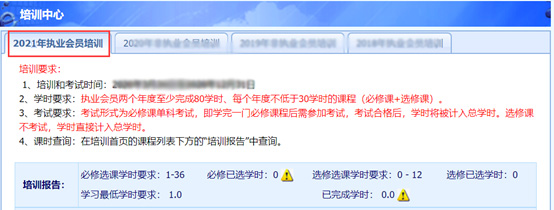 培训中心
2021年执业会员培训
培训要求：
1、培训和考试时间：
2、学时要求：执业会员两个年度至少完成80学时，每个年度不低于30学时的课程（必修课+选修课）。
3、考试要求：考试形式为必修课单科考试，即学完一门必修课程后需参加考试，考试合格后，学时将被计入总学时。选修课
不考试，学时直接计入总学时。
4、课时查询：在培训首页的课程列表下方的“培训报告”中查询。
培训报告： 必修选课学时要求：1-36 必修已选学时：0 选修选课学时要求：0 - 12 选修已选学时：0
学习最低学时要求： 1.0 已完成学时： 0.0